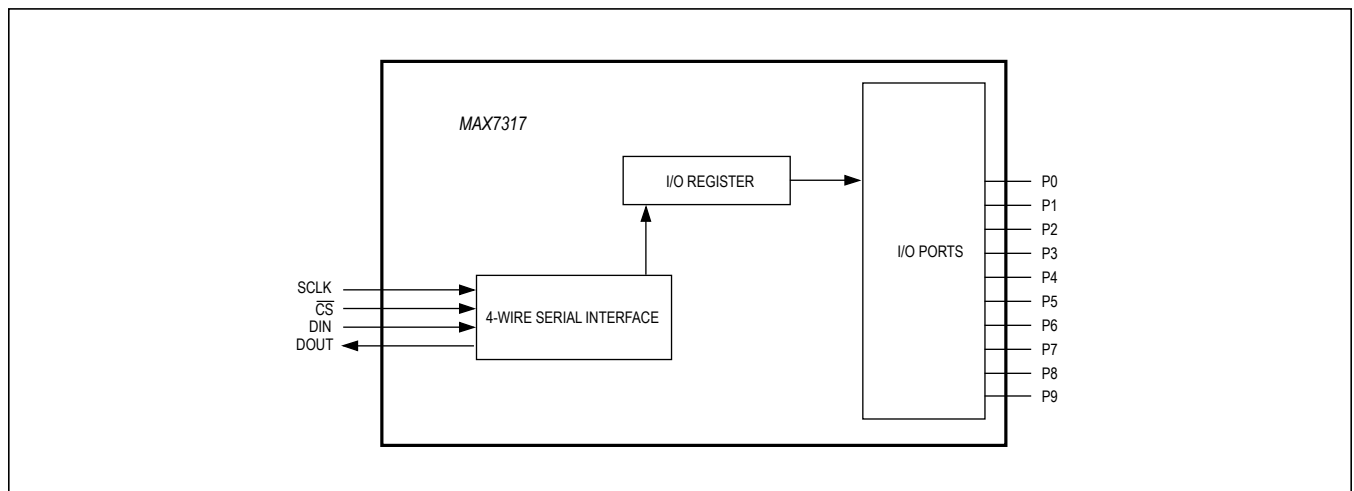 MAX7317
I/O REGISTER
I/O PORTS
4-WIRE SERIAL INTERFACE
SCLK
C̅S̅
DIN
DOUT
P0
P1
P2
P3
P4
P5
P6
P7
P8
P9